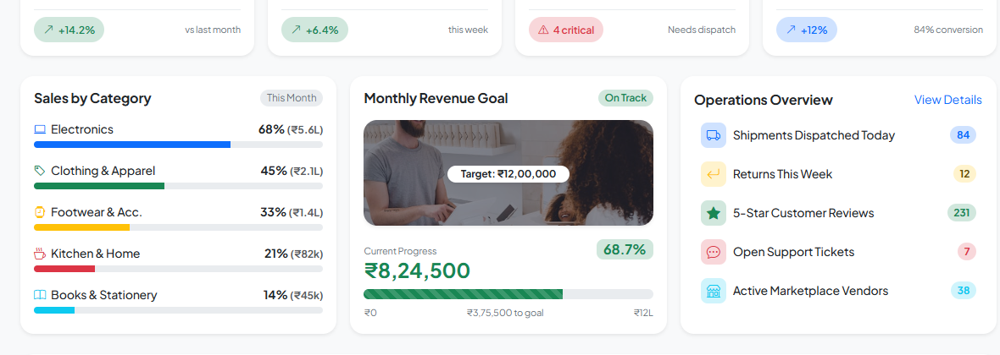 +14.2% vs last month
+6.4% this week
4 critical Needs dispatch
+12% 84% conversion
Sales by Category This Month
Electronics 68% (₹5.6L)
Clothing & Apparel 45% (₹2.1L)
Footwear & Acc. 33% (₹1.4L)
Kitchen & Home 21% (₹82k)
Books & Stationery 14% (₹45k)
Monthly Revenue Goal On Track
Target: ₹12,00,000
Current Progress 68.7%
₹8,24,500
₹0 ₹3,75,500 to goal ₹12L
Operations Overview View Details
Shipments Dispatched Today 84
Returns This Week 12
5-Star Customer Reviews 231
Open Support Tickets 7
Active Marketplace Vendors 38